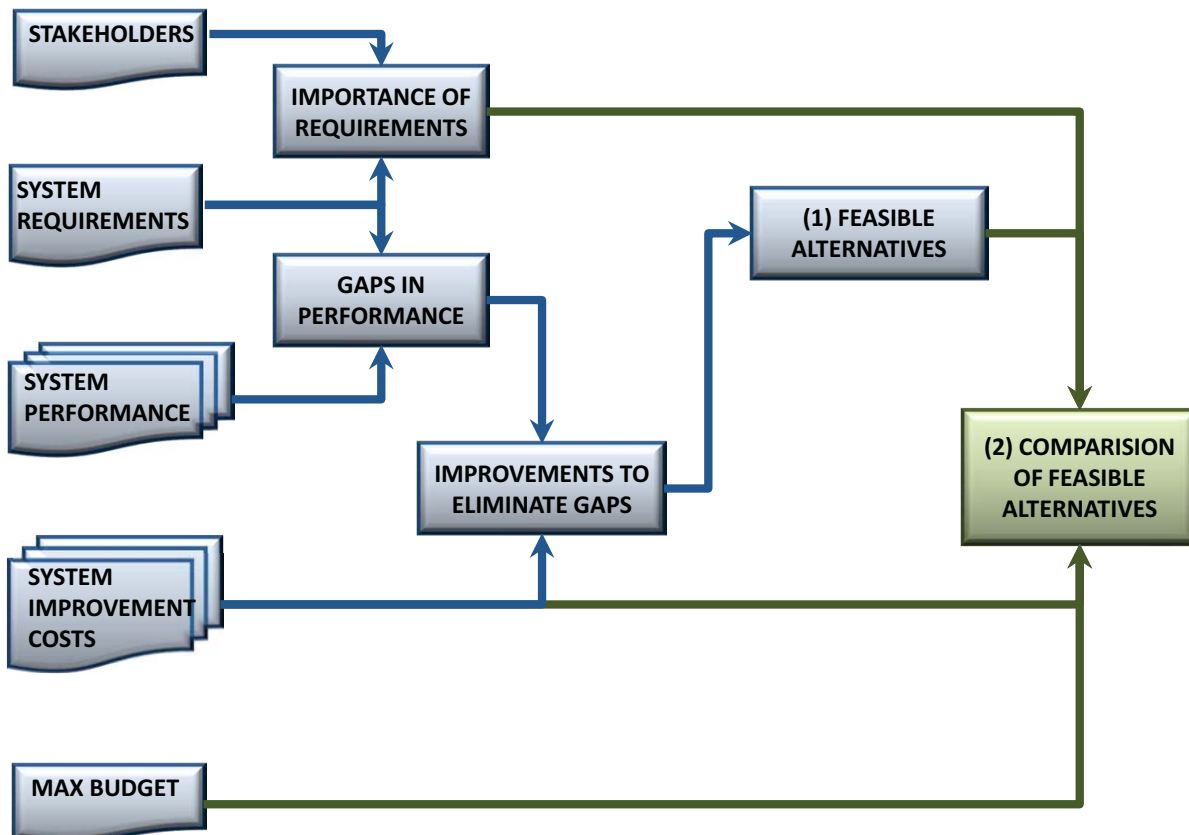 STAKEHOLDERS
IMPORTANCE OF
REQUIREMENTS
SYSTEM
REQUIREMENTS
(1) FEASIBLE
ALTERNATIVES
GAPS IN
PERFORMANCE
SYSTEM
PERFORMANCE
(2) COMPARISION
OF FEASIBLE
ALTERNATIVES
IMPROVEMENTS TO
ELIMINATE GAPS
SYSTEM
IMPROVEMENT
COSTS
MAX BUDGET